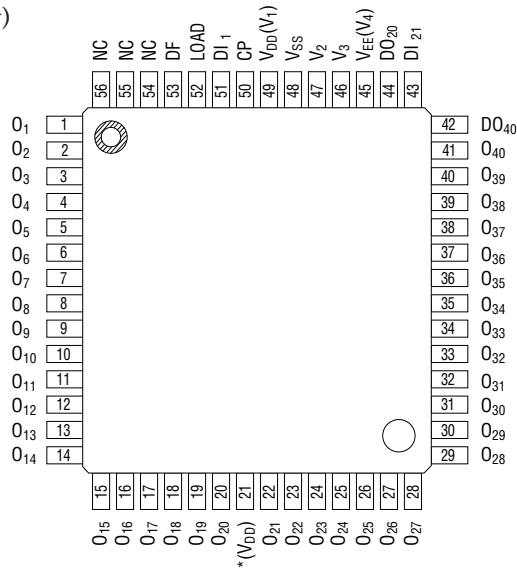 )
NC NC NC DF LOAD DI₁ CP V_DD(V₁) V_SS V₂ V₃ V_EE(V₄) DO₂₀ DI₂₁
56 55 54 53 52 51 50 49 48 47 46 45 44 43
O₁ 1 42 DO₄₀
O₂ 2 41 O₄₀
O₃ 3 40 O₃₉
O₄ 4 39 O₃₈
O₅ 5 38 O₃₇
O₆ 6 37 O₃₆
O₇ 7 36 O₃₅
O₈ 8 35 O₃₄
O₉ 9 34 O₃₃
O₁₀ 10 33 O₃₂
O₁₁ 11 32 O₃₁
O₁₂ 12 31 O₃₀
O₁₃ 13 30 O₂₉
O₁₄ 14 29 O₂₈
15 16 17 18 19 20 21 22 23 24 25 26 27 28
O₁₅ O₁₆ O₁₇ O₁₈ O₁₉ O₂₀ *(V_DD) O₂₁ O₂₂ O₂₃ O₂₄ O₂₅ O₂₆ O₂₇